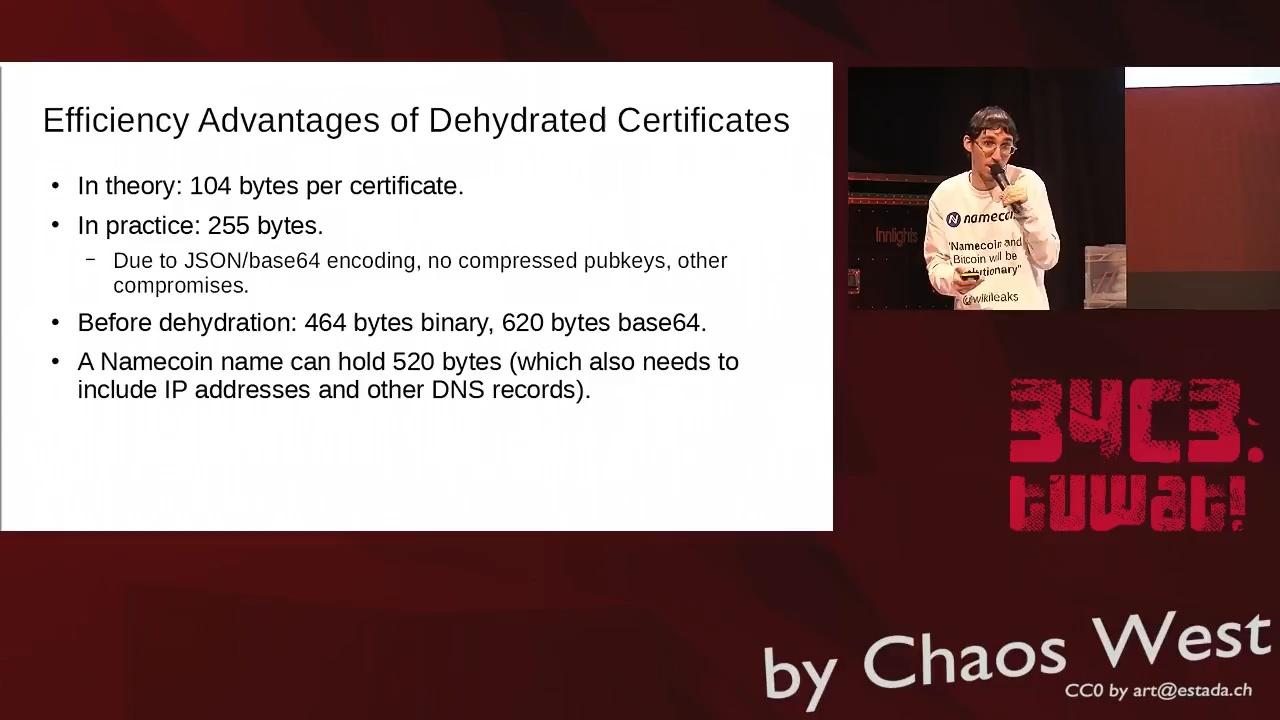 Efficiency Advantages of Dehydrated Certificates
• In theory: 104 bytes per certificate.
• In practice: 255 bytes.
– Due to JSON/base64 encoding, no compressed pubkeys, other
compromises.
• Before dehydration: 464 bytes binary, 620 bytes base64.
• A Namecoin name can hold 520 bytes (which also needs to
include IP addresses and other DNS records).
Innlights
N
"Namecoin and
Bitcoin will be
@wikileaks
34C3:
tuwat!
by Chaos West
CC0 by art@estada.ch